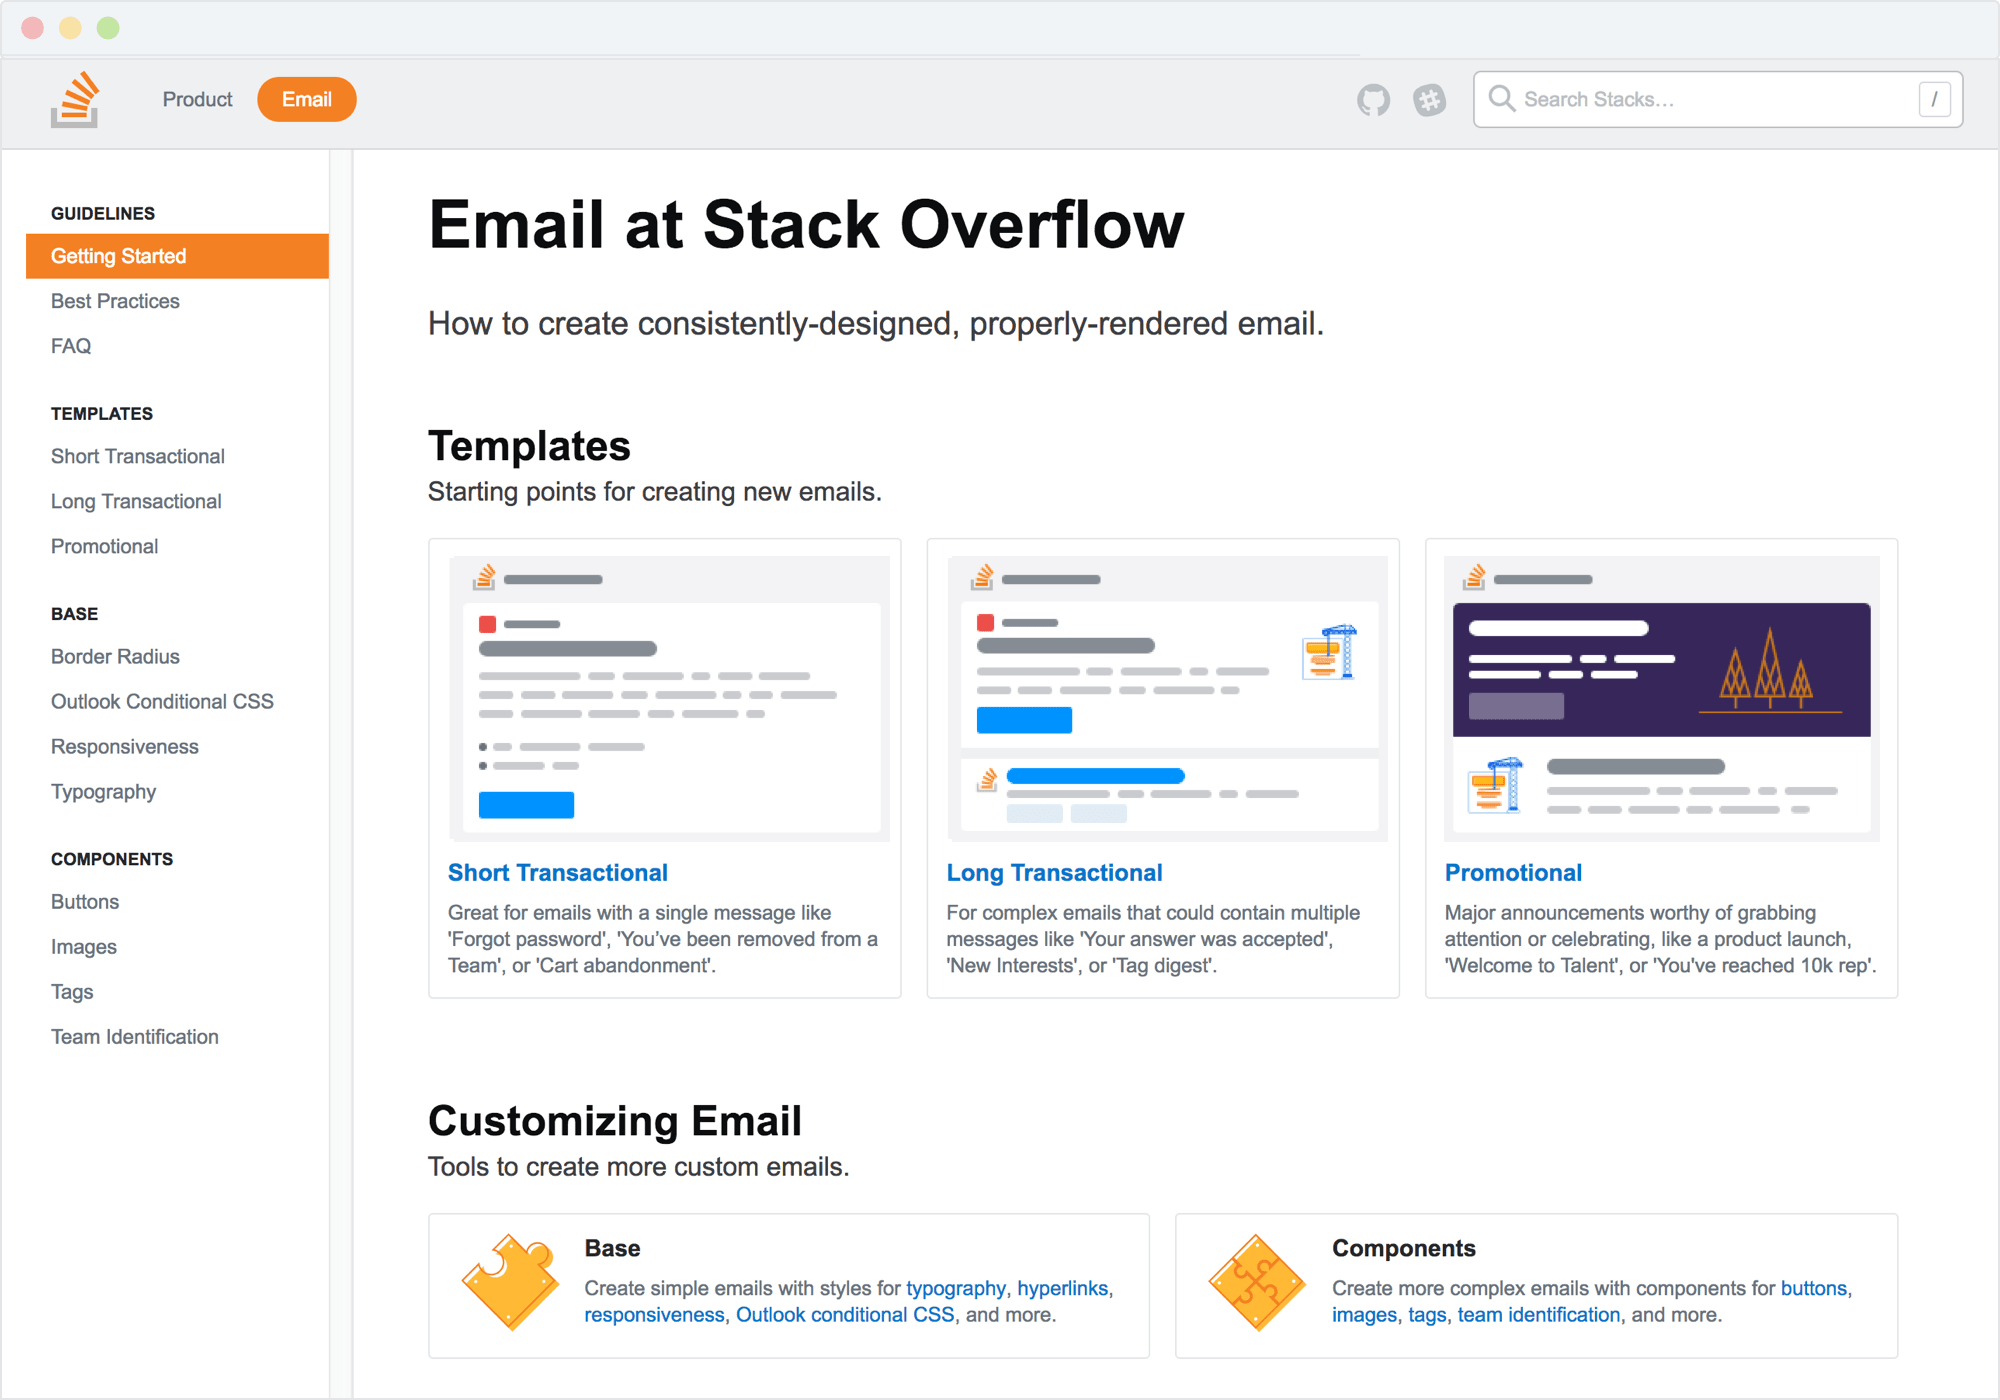 Product
Email
Search Stacks...
/
GUIDELINES
Getting Started
Best Practices
FAQ
TEMPLATES
Short Transactional
Long Transactional
Promotional
BASE
Border Radius
Outlook Conditional CSS
Responsiveness
Typography
COMPONENTS
Buttons
Images
Tags
Team Identification
Email at Stack Overflow
How to create consistently-designed, properly-rendered email.
Templates
Starting points for creating new emails.
Short Transactional
Great for emails with a single message like
'Forgot password', 'You’ve been removed from a
Team', or 'Cart abandonment'.
Long Transactional
For complex emails that could contain multiple
messages like 'Your answer was accepted',
'New Interests', or 'Tag digest'.
Promotional
Major announcements worthy of grabbing
attention or celebrating, like a product launch,
'Welcome to Talent', or 'You've reached 10k rep'.
Customizing Email
Tools to create more custom emails.
Base
Create simple emails with styles for typography, hyperlinks,
responsiveness, Outlook conditional CSS, and more.
Components
Create more complex emails with components for buttons,
images, tags, team identification, and more.